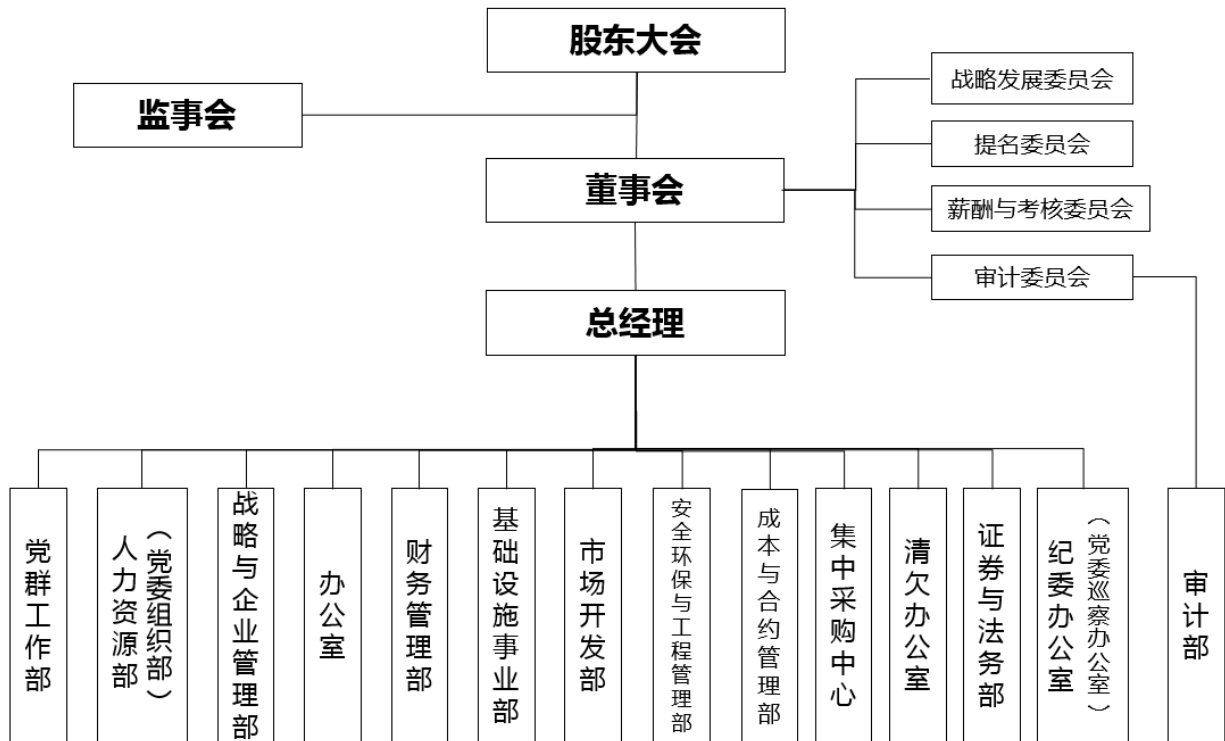 股东大会
监事会
董事会
总经理
战略发展委员会
提名委员会
薪酬与考核委员会
审计委员会
党群工作部
人力资源部
（党委组织部）
战略与企业管理部
办公室
财务管理部
基础设施事业部
市场开发部
安全环保与工程管理部
成本与合约管理部
集中采购中心
清欠办公室
证券与法务部
纪委办公室
（党委巡察办公室）
审计部